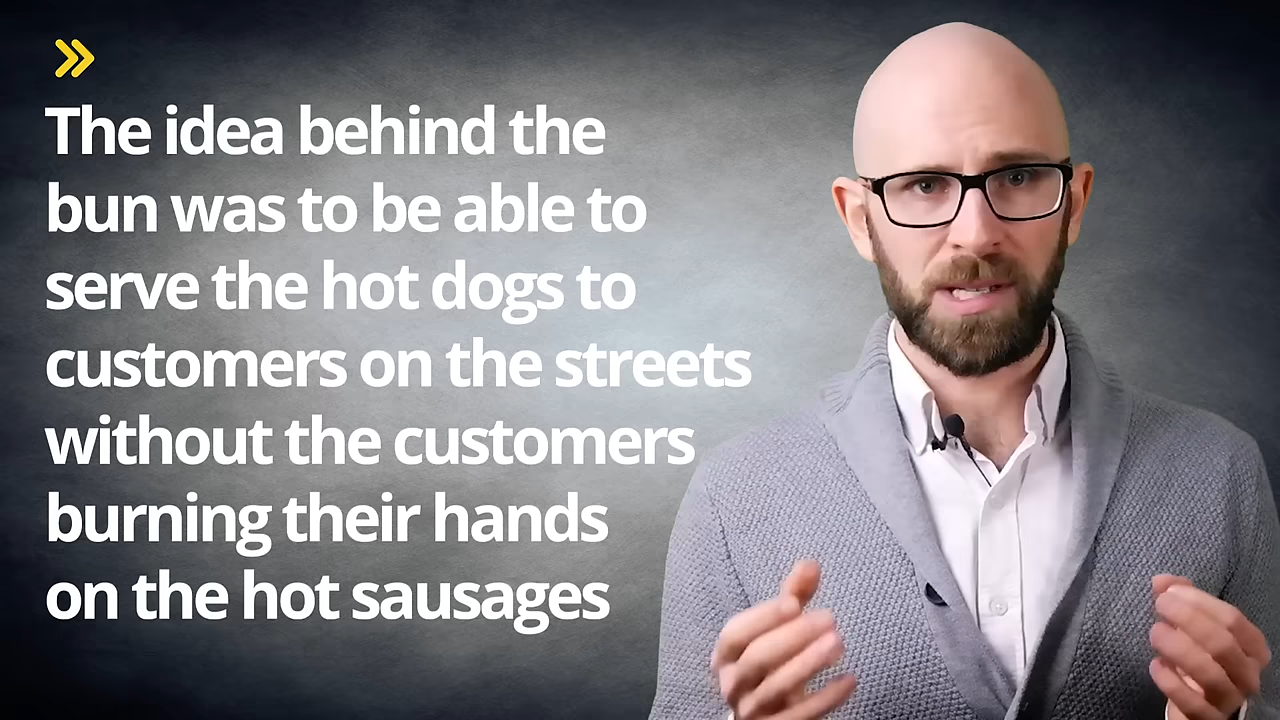 The idea behind the
bun was to be able to
serve the hot dogs to
customers on the streets
without the customers
burning their hands
on the hot sausages